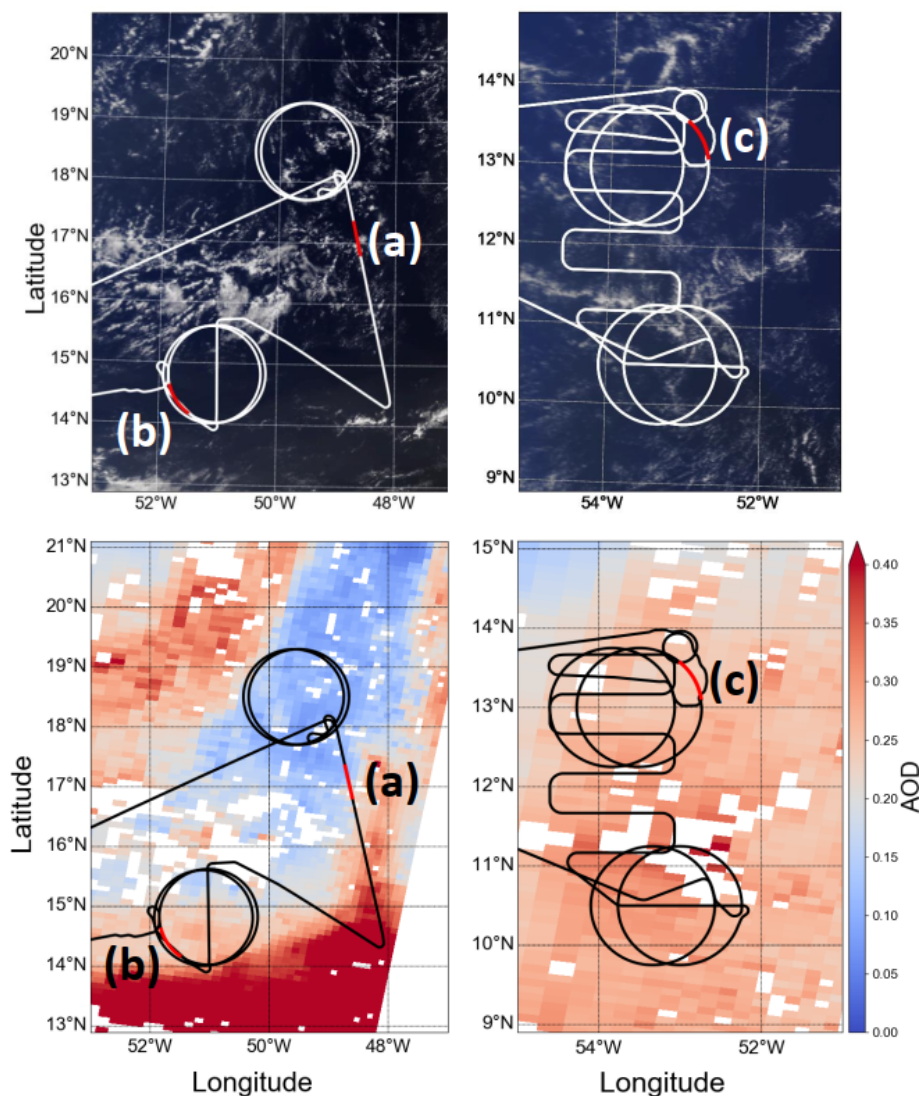 20°N
19°N
18°N
17°N
16°N
15°N
14°N
13°N
Latitude
52°W
50°W
48°W
(a)
(b)
14°N
13°N
12°N
11°N
10°N
9°N
54°W
52°W
(c)
21°N
20°N
19°N
18°N
17°N
16°N
15°N
14°N
13°N
Latitude
52°W
50°W
48°W
Longitude
(a)
(b)
15°N
14°N
13°N
12°N
11°N
10°N
9°N
54°W
52°W
Longitude
(c)
0.40
0.35
0.30
0.25
0.20
0.15
0.10
0.05
0.00
AOD